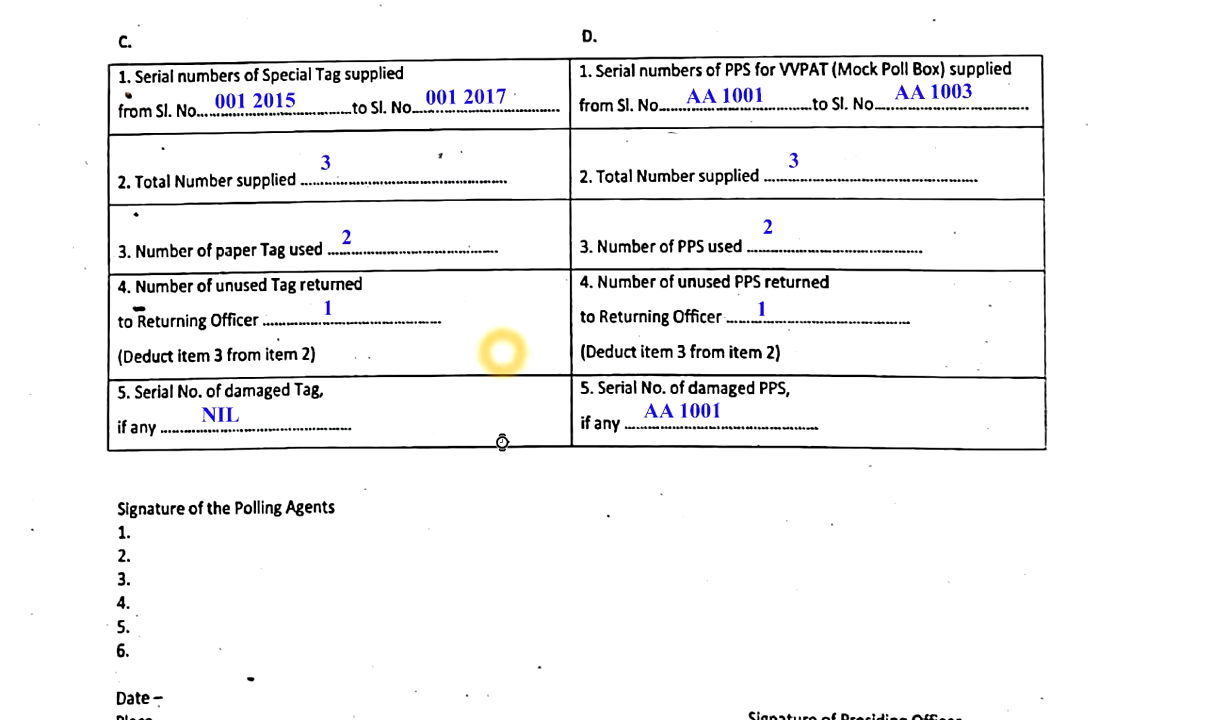 C.
1. Serial numbers of Special Tag supplied
from Sl. No....001 2015....to Sl. No....001 2017....
2. Total Number supplied ....3....
3. Number of paper Tag used ....2....
4. Number of unused Tag returned
to Returning Officer ....1....
(Deduct item 3 from item 2)
5. Serial No. of damaged Tag,
if any ....NIL....
D.
1. Serial numbers of PPS for VVPAT (Mock Poll Box) supplied
from Sl. No....AA 1001....to Sl. No....AA 1003....
2. Total Number supplied ....3....
3. Number of PPS used ....2....
4. Number of unused PPS returned
to Returning Officer ....1....
(Deduct item 3 from item 2)
5. Serial No. of damaged PPS,
if any ....AA 1001....
Signature of the Polling Agents
1.
2.
3.
4.
5.
6.
Date –
Place
Signature of Presiding Officer